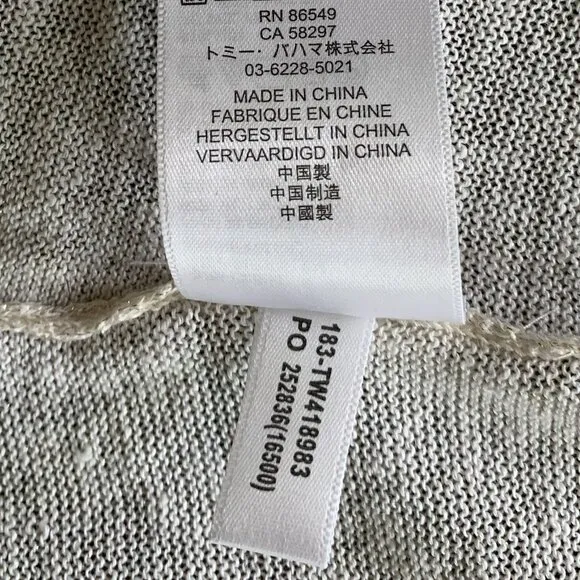 RN 86549
CA 58297
トミー・バハマ株式会社
03-6228-5021
MADE IN CHINA
FABRIQUE EN CHINE
HERGESTELLT IN CHINA
VERVAARDIGD IN CHINA
中国製
中国制造
中國製
183-TW418983
PO 252836(16500)